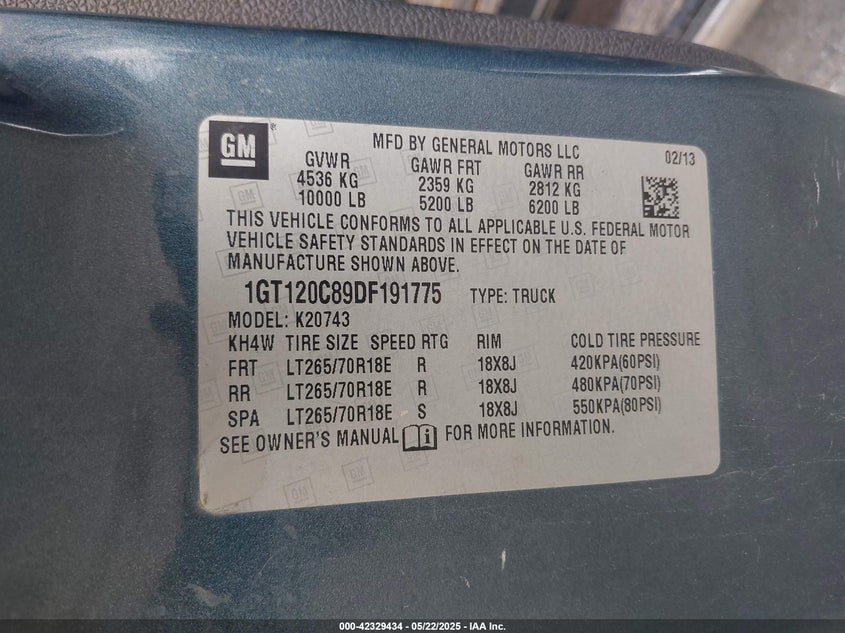 GM
MFD BY GENERAL MOTORS LLC 02/13
GVWR GAWR FRT GAWR RR
4536 KG 2359 KG 2812 KG
10000 LB 5200 LB 6200 LB
THIS VEHICLE CONFORMS TO ALL APPLICABLE U.S. FEDERAL MOTOR
VEHICLE SAFETY STANDARDS IN EFFECT ON THE DATE OF
MANUFACTURE SHOWN ABOVE.
1GT120C89DF191775 TYPE: TRUCK
MODEL: K20743
KH4W TIRE SIZE SPEED RTG RIM COLD TIRE PRESSURE
FRT LT265/70R18E R 18X8J 420KPA(60PSI)
RR LT265/70R18E R 18X8J 480KPA(70PSI)
SPA LT265/70R18E S 18X8J 550KPA(80PSI)
SEE OWNER'S MANUAL FOR MORE INFORMATION.
000-42329434 - 05/22/2025 - IAA Inc.